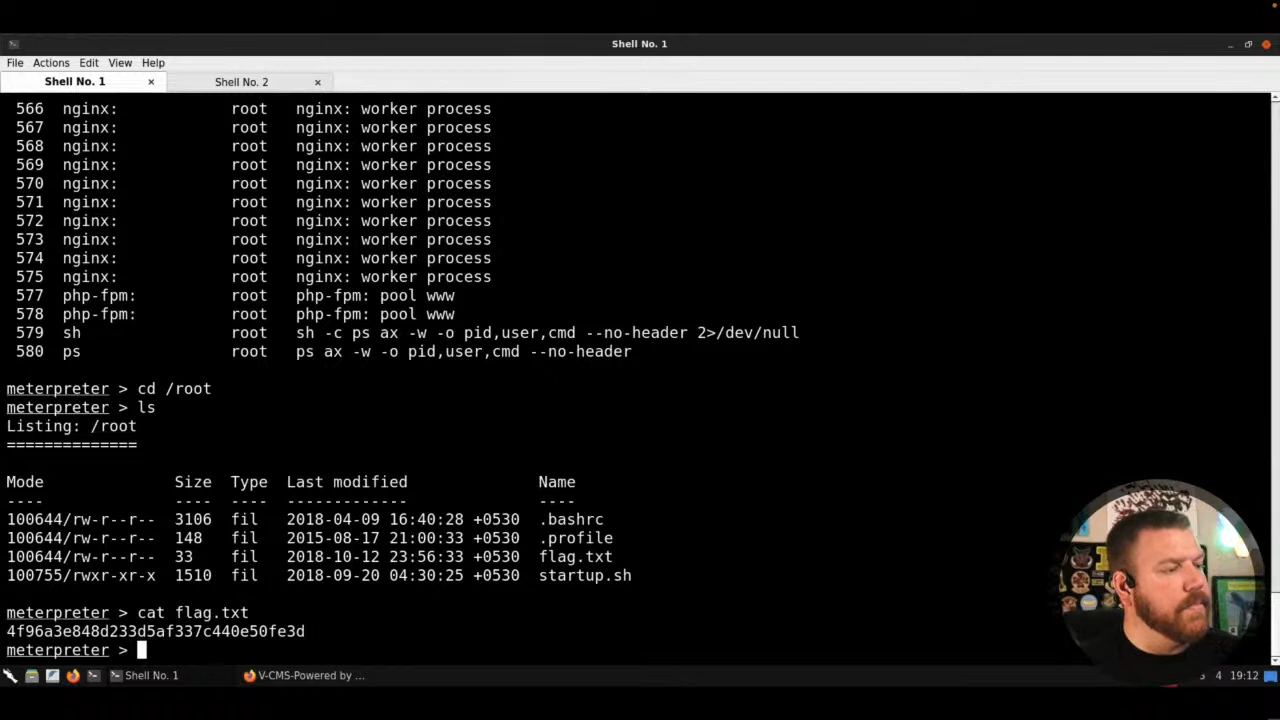 Shell No. 1
File Actions Edit View Help
Shell No. 1 × Shell No. 2 ×
566 nginx: root nginx: worker process
567 nginx: root nginx: worker process
568 nginx: root nginx: worker process
569 nginx: root nginx: worker process
570 nginx: root nginx: worker process
571 nginx: root nginx: worker process
572 nginx: root nginx: worker process
573 nginx: root nginx: worker process
574 nginx: root nginx: worker process
575 nginx: root nginx: worker process
577 php-fpm: root php-fpm: pool www
578 php-fpm: root php-fpm: pool www
579 sh root sh -c ps ax -w -o pid,user,cmd --no-header 2>/dev/null
580 ps root ps ax -w -o pid,user,cmd --no-header
meterpreter > cd /root
meterpreter > ls
Listing: /root
==============
Mode Size Type Last modified Name
---- ---- ---- ------------- ----
100644/rw-r--r-- 3106 fil 2018-04-09 16:40:28 +0530 .bashrc
100644/rw-r--r-- 148 fil 2015-08-17 21:00:33 +0530 .profile
100644/rw-r--r-- 33 fil 2018-10-12 23:56:33 +0530 flag.txt
100755/rwxr-xr-x 1510 fil 2018-09-20 04:30:25 +0530 startup.sh
meterpreter > cat flag.txt
4f96a3e848d233d5af337c440e50fe3d
meterpreter >
Shell No. 1 V-CMS-Powered by ... 4 19:12